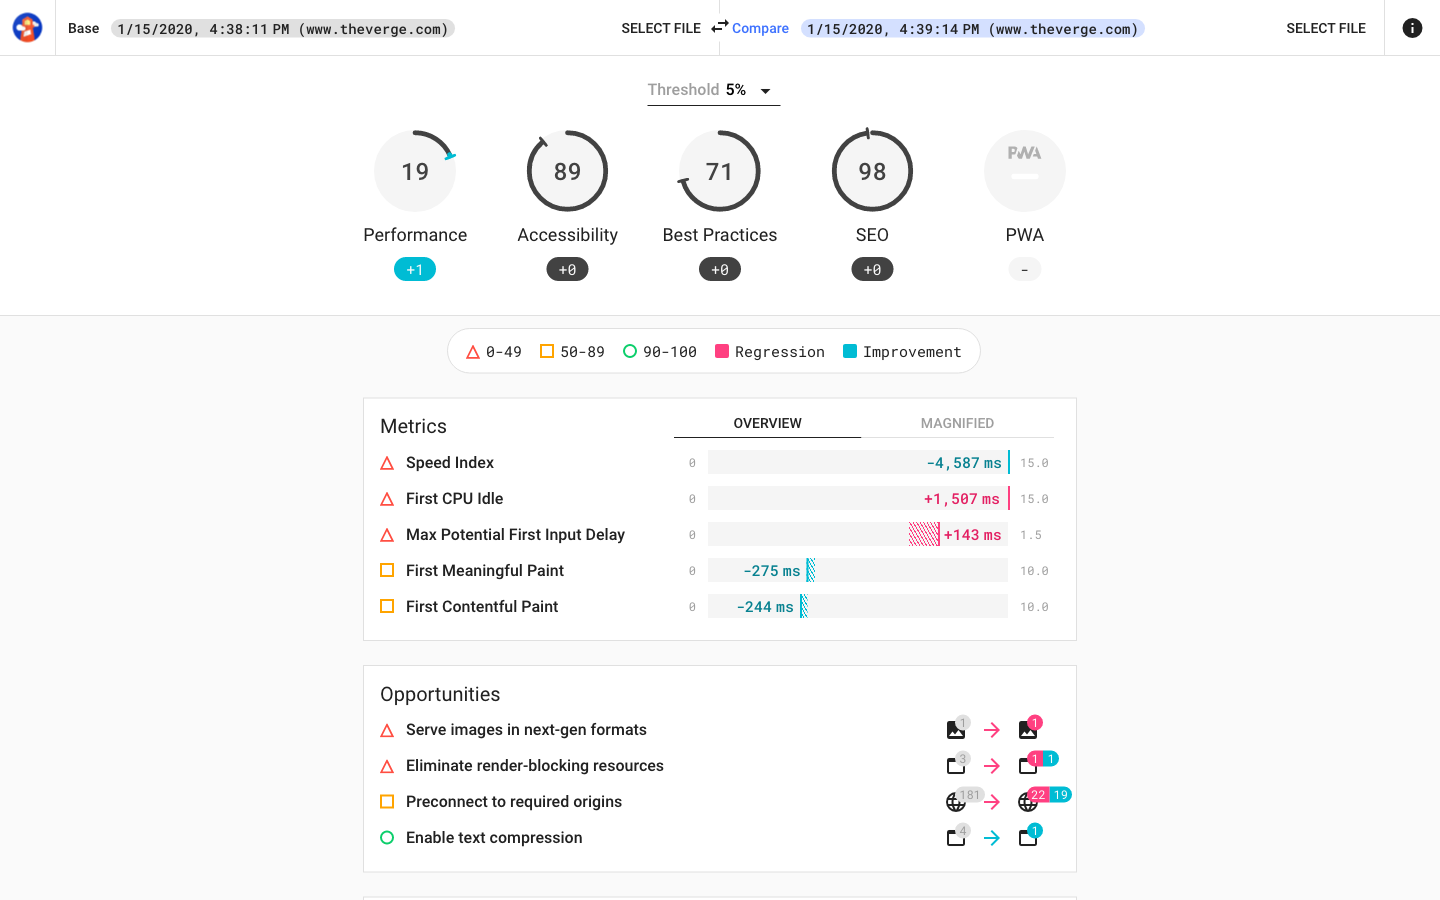 Base 1/15/2020, 4:38:11 PM (www.theverge.com) SELECT FILE Compare 1/15/2020, 4:39:14 PM (www.theverge.com) SELECT FILE
Threshold 5%
19 89 71 98 PWA
Performance Accessibility Best Practices SEO PWA
+1 +0 +0 +0 -
0-49 50-89 90-100 Regression Improvement
Metrics OVERVIEW MAGNIFIED
Speed Index 0 -4,587 ms 15.0
First CPU Idle 0 +1,507 ms 15.0
Max Potential First Input Delay 0 +143 ms 1.5
First Meaningful Paint 0 -275 ms 10.0
First Contentful Paint 0 -244 ms 10.0
Opportunities
Serve images in next-gen formats 1 1
Eliminate render-blocking resources 3 1 1
Preconnect to required origins 181 22 19
Enable text compression 4 1